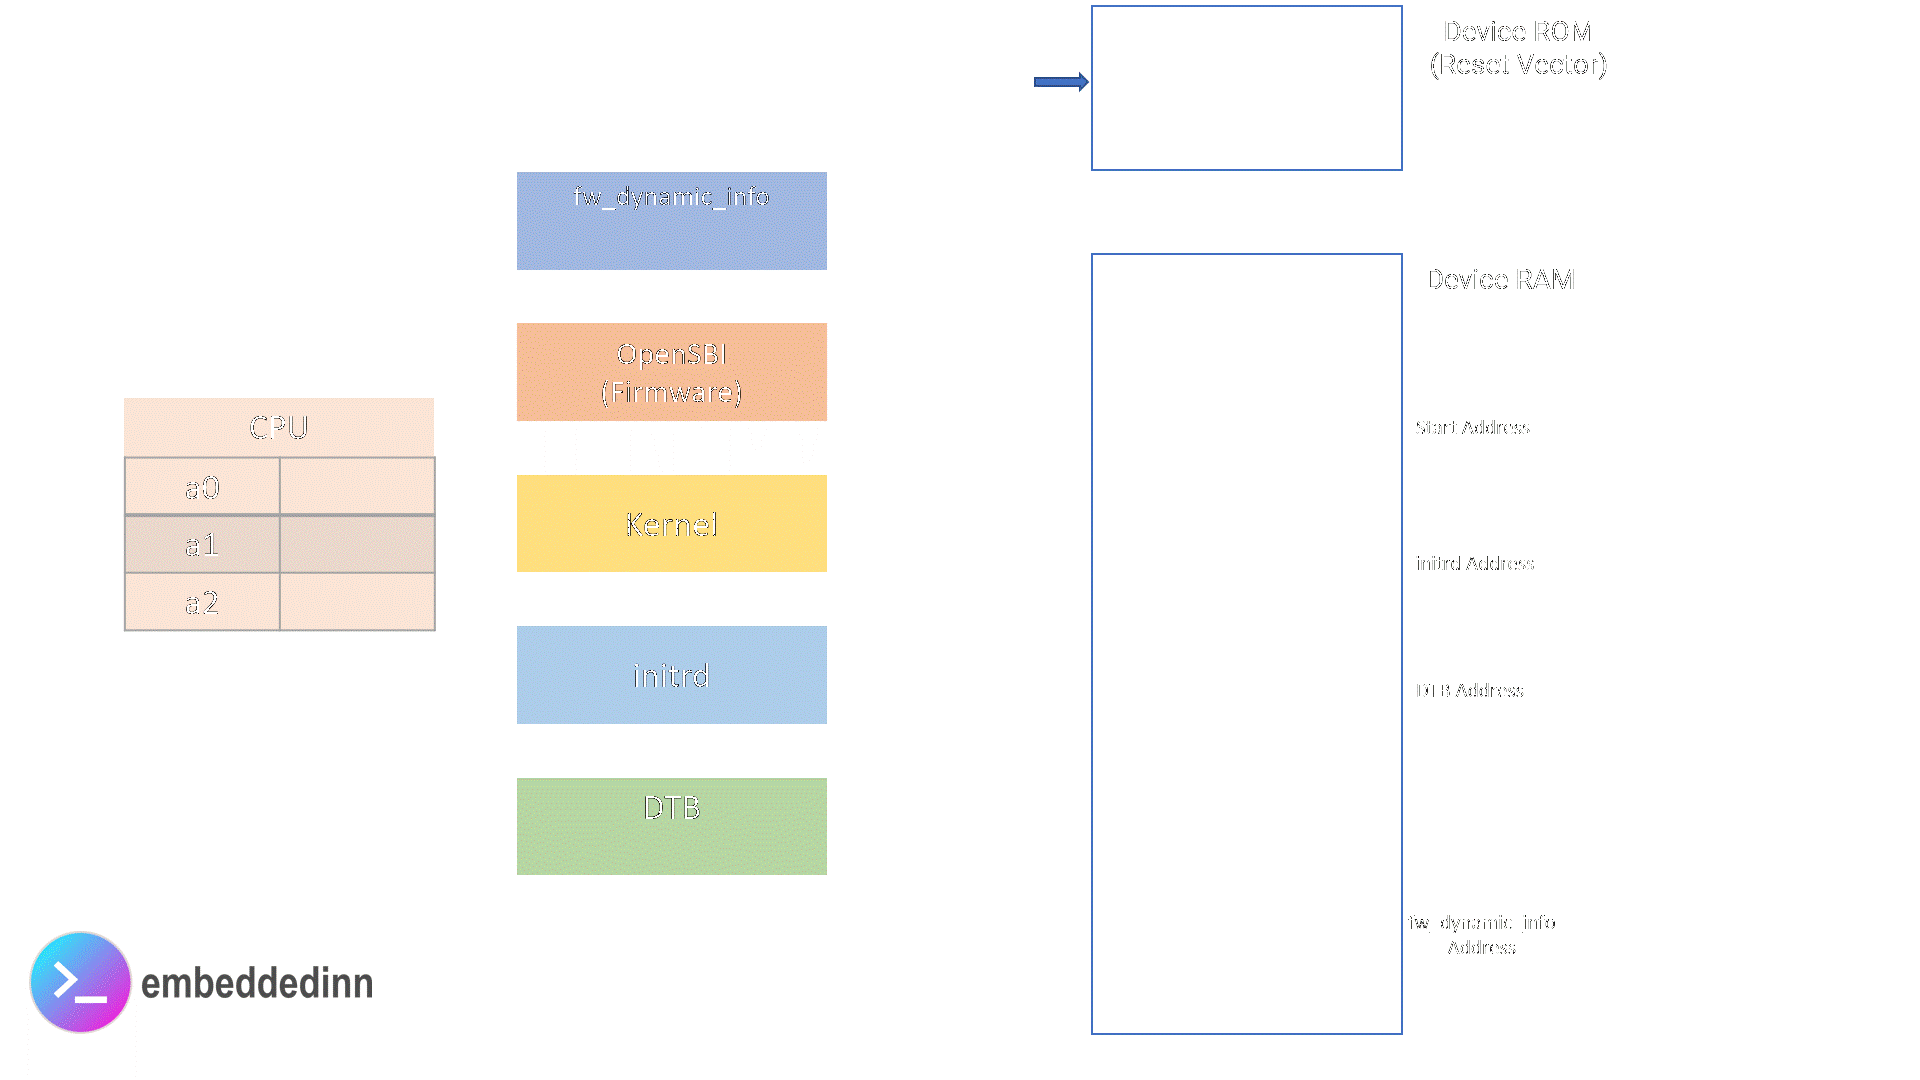 Device ROM
(Reset Vector)
fw_dynamic_info
Device RAM
OpenSBI
(Firmware)
CPU
a0
a1
a2
Start Address
Kernel
initrd Address
initrd
DTB Address
DTB
fw_dynamic_info
Address
embeddedinn